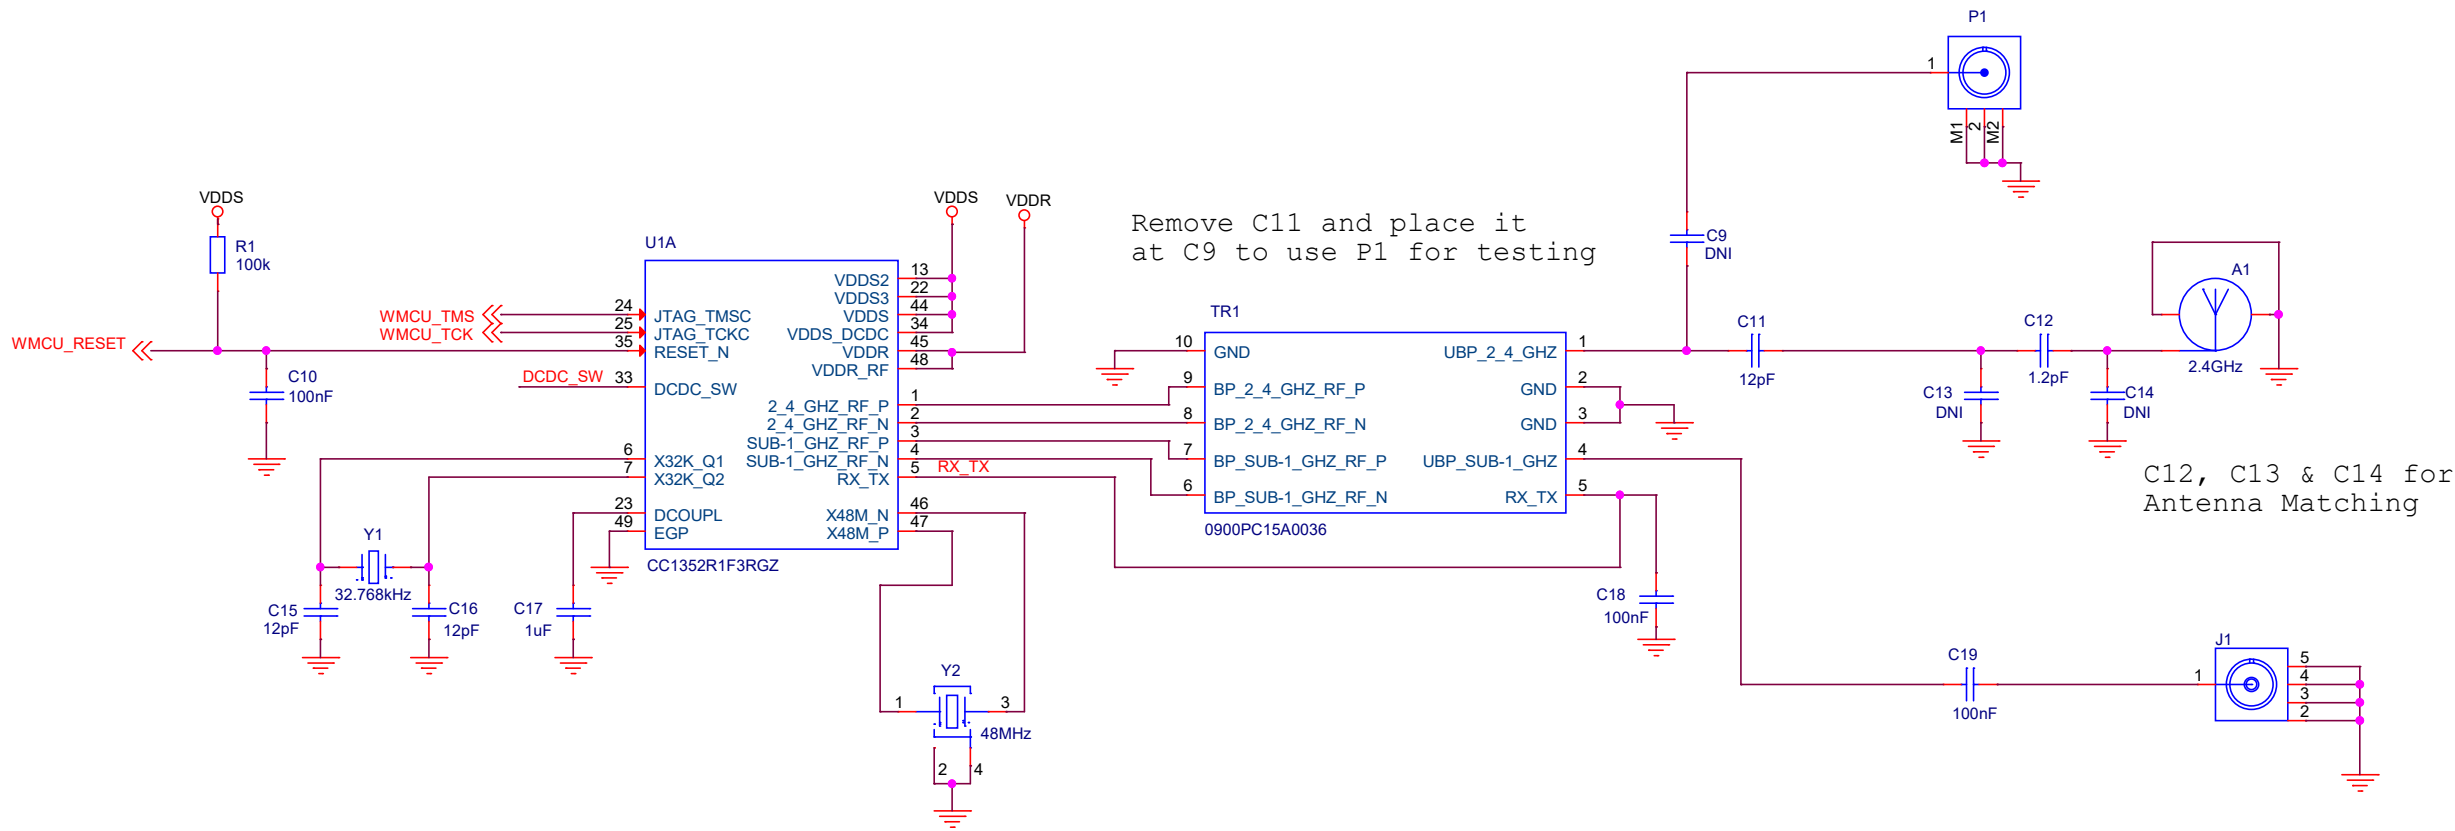 P1
1
M1
2
M2
VDDS
R1
100k
WMCU_RESET
WMCU_TMS
WMCU_TCK
C10
100nF
DCDC_SW
U1A
24
25
35
33
6
7
23
49
JTAG_TMSC
JTAG_TCKC
RESET_N
DCDC_SW
X32K_Q1
X32K_Q2
DCOUPL
EGP
VDDS2
VDDS3
VDDS
VDDS_DCDC
VDDR
VDDR_RF
2_4_GHZ_RF_P
2_4_GHZ_RF_N
SUB-1_GHZ_RF_P
SUB-1_GHZ_RF_N
RX_TX
X48M_N
X48M_P
13
22
44
34
45
48
1
2
3
4
5
46
47
CC1352R1F3RGZ
VDDS
VDDR
RX_TX
Y1
32.768kHz
C15
12pF
C16
12pF
C17
1uF
Y2
1
3
48MHz
2
4
Remove C11 and place it
at C9 to use P1 for testing
TR1
10
9
8
7
6
GND
BP_2_4_GHZ_RF_P
BP_2_4_GHZ_RF_N
BP_SUB-1_GHZ_RF_P
BP_SUB-1_GHZ_RF_N
UBP_2_4_GHZ
GND
GND
UBP_SUB-1_GHZ
RX_TX
1
2
3
4
5
0900PC15A0036
C9
DNI
C11
12pF
C12
1.2pF
C13
DNI
C14
DNI
A1
2.4GHz
C12, C13 & C14 for
Antenna Matching
C18
100nF
C19
100nF
J1
1
5
4
3
2